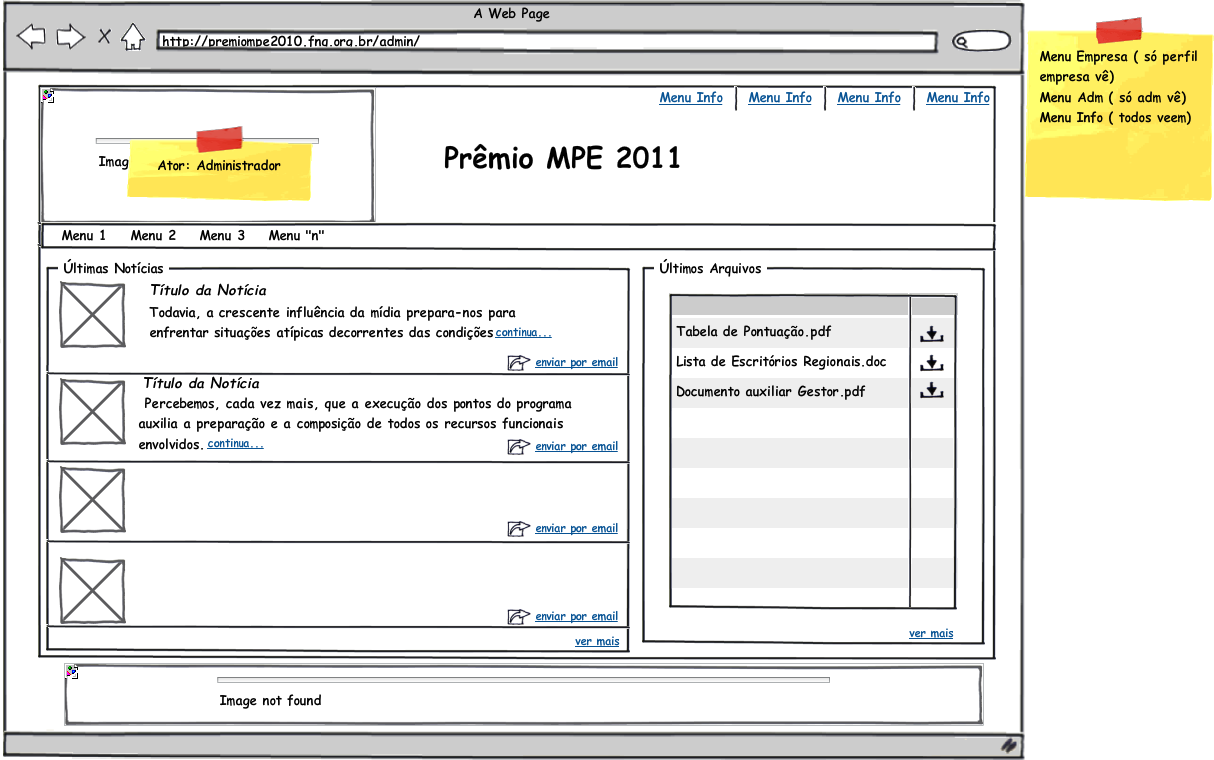 A Web Page
http://premiompe2010.fnq.org.br/admin/
Menu Empresa ( só perfil
empresa vê)
Menu Adm ( só adm vê)
Menu Info ( todos veem)
Menu Info Menu Info Menu Info Menu Info
Imag
Ator: Administrador
Prêmio MPE 2011
Menu 1 Menu 2 Menu 3 Menu "n"
Últimas Notícias
Título da Notícia
Todavia, a crescente influência da mídia prepara-nos para
enfrentar situações atípicas decorrentes das condições continua...
enviar por email
Título da Notícia
Percebemos, cada vez mais, que a execução dos pontos do programa
auxilia a preparação e a composição de todos os recursos funcionais
envolvidos. continua...
enviar por email
enviar por email
enviar por email
ver mais
Últimos Arquivos
Tabela de Pontuação.pdf
Lista de Escritórios Regionais.doc
Documento auxiliar Gestor.pdf
ver mais
Image not found